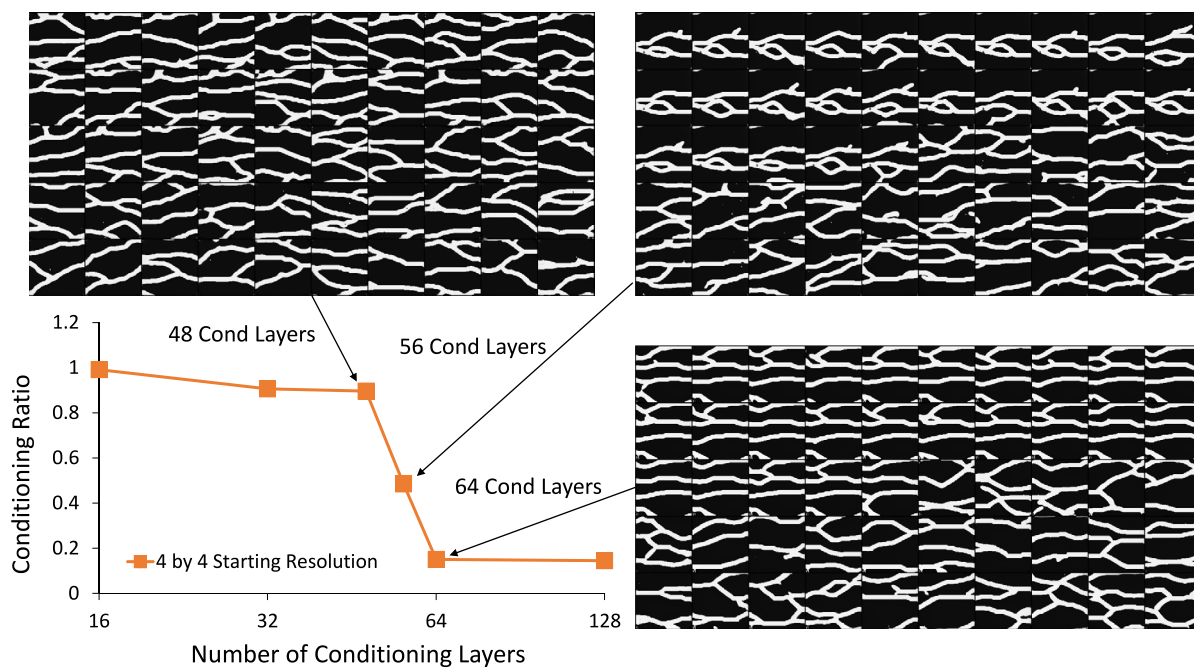 48 Cond Layers
56 Cond Layers
64 Cond Layers
1.2
1
0.8
0.6
0.4
0.2
0
Conditioning Ratio
4 by 4 Starting Resolution
16
32
64
128
Number of Conditioning Layers